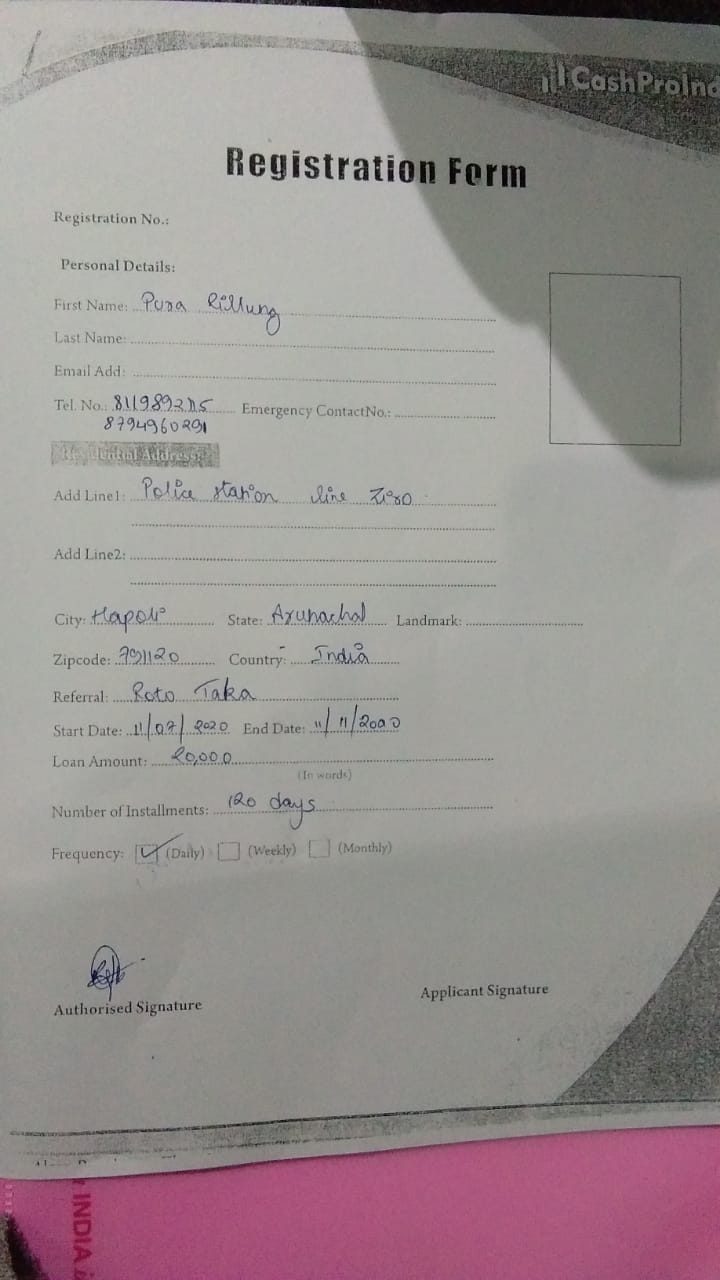 CashProInd
Registration Form
Registration No.:
Personal Details:
First Name: Pura Rillung
Last Name:
Email Add:
Tel. No.: Emergency ContactNo.:
8794960291
Residential Address:
Add Line1: Police station line Ziro
Add Line2:
City: Hapoli State: Arunachal Landmark:
Zipcode: 791120 Country: India
Referral: Roto Taka
Start Date: 11/07/2020 End Date: 11/11/2020
Loan Amount: 20,000
(In words)
Number of Installments: 120 days
Frequency: (Daily) (Weekly) (Monthly)
Authorised Signature Applicant Signature
INDIA